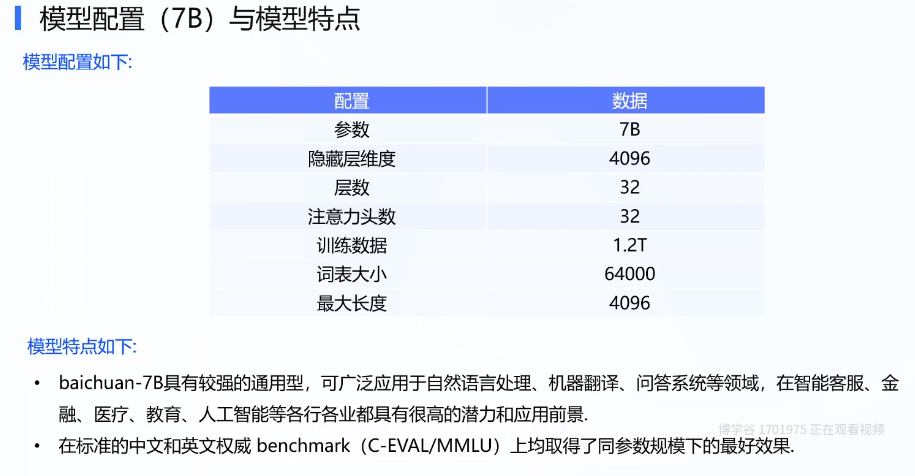 模型配置（7B）与模型特点
模型配置如下:
配置 数据
参数 7B
隐藏层维度 4096
层数 32
注意力头数 32
训练数据 1.2T
词表大小 64000
最大长度 4096
模型特点如下:
• baichuan-7B具有较强的通用型，可广泛应用于自然语言处理、机器翻译、问答系统等领域，在智能客服、金
融、医疗、教育、人工智能等各行各业都具有很高的潜力和应用前景.
博学谷 1701975 正在观看视频
• 在标准的中文和英文权威 benchmark（C-EVAL/MMLU）上均取得了同参数规模下的最好效果.